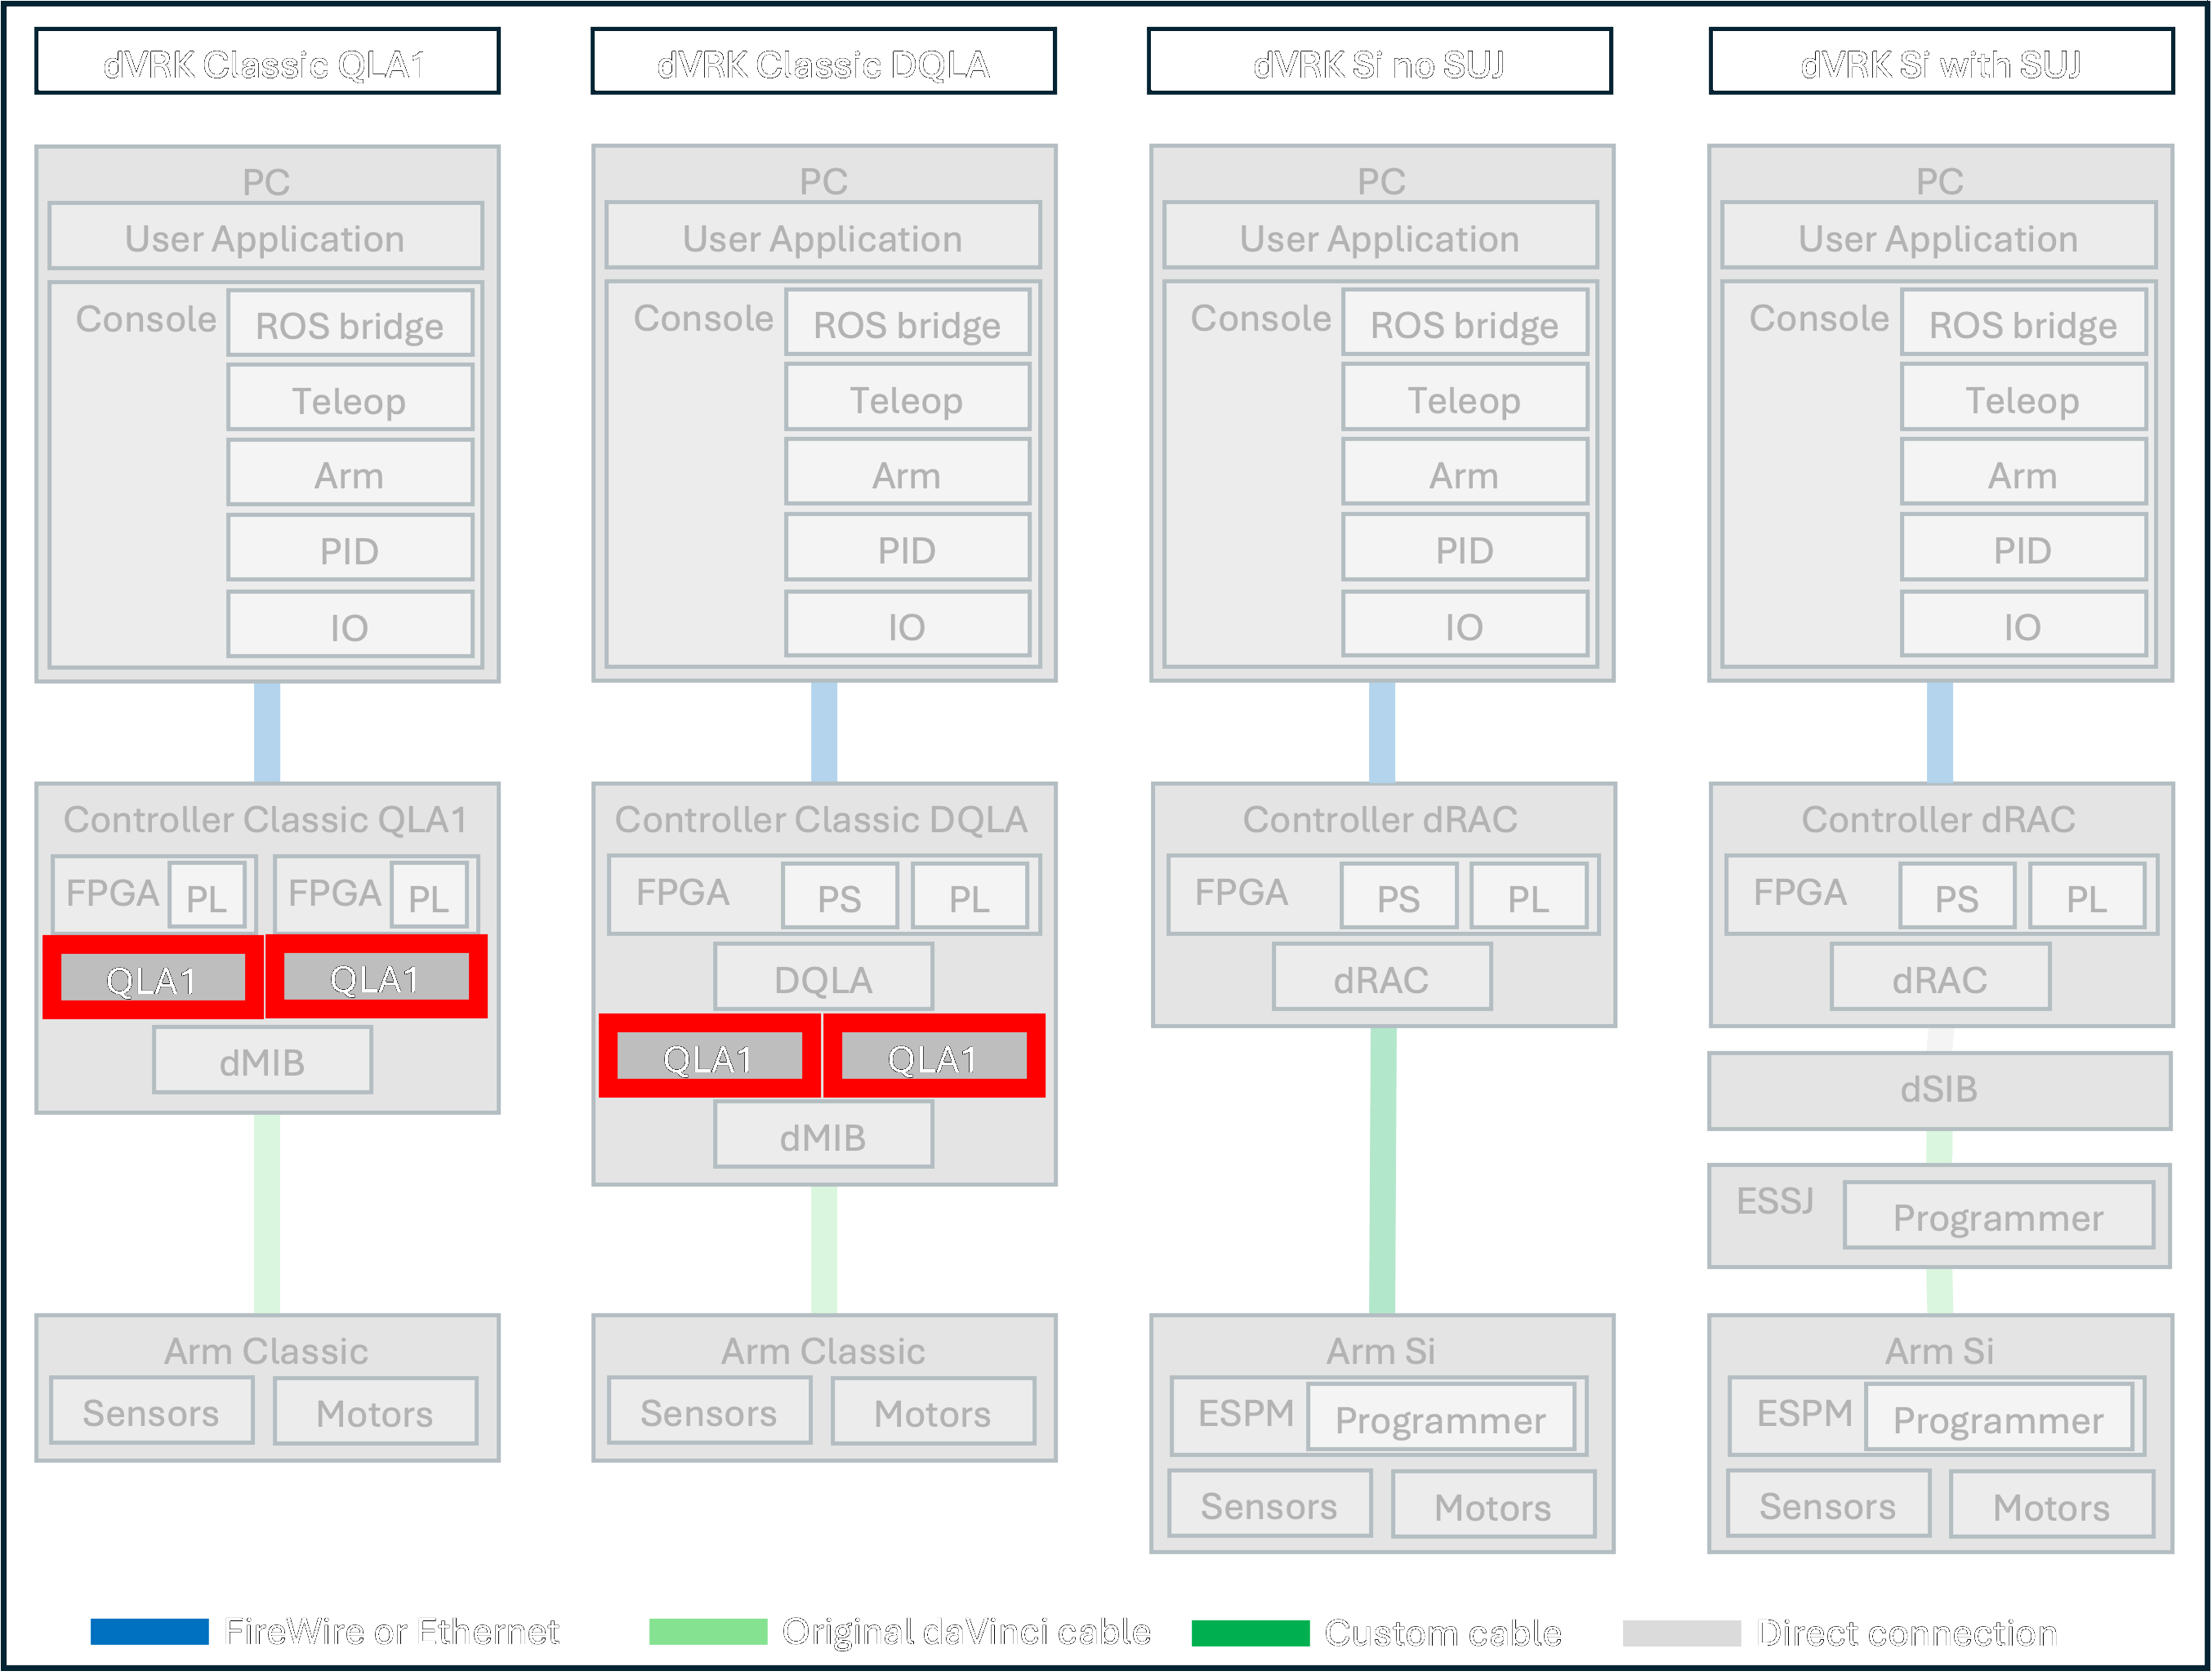 dVRK Classic QLA1
dVRK Classic DQLA
dVRK Si no SUJ
dVRK Si with SUJ
PC
User Application
Console
ROS bridge
Teleop
Arm
PID
IO
PC
User Application
Console
ROS bridge
Teleop
Arm
PID
IO
PC
User Application
Console
ROS bridge
Teleop
Arm
PID
IO
PC
User Application
Console
ROS bridge
Teleop
Arm
PID
IO
Controller Classic QLA1
FPGA PL FPGA PL
QLA1 QLA1
dMIB
Controller Classic DQLA
FPGA PS PL
DQLA
QLA1 QLA1
dMIB
Controller dRAC
FPGA PS PL
dRAC
Controller dRAC
FPGA PS PL
dRAC
dSIB
ESSJ Programmer
Arm Classic
Sensors Motors
Arm Classic
Sensors Motors
Arm Si
ESPM Programmer
Sensors Motors
Arm Si
ESPM Programmer
Sensors Motors
FireWire or Ethernet
Original daVinci cable
Custom cable
Direct connection